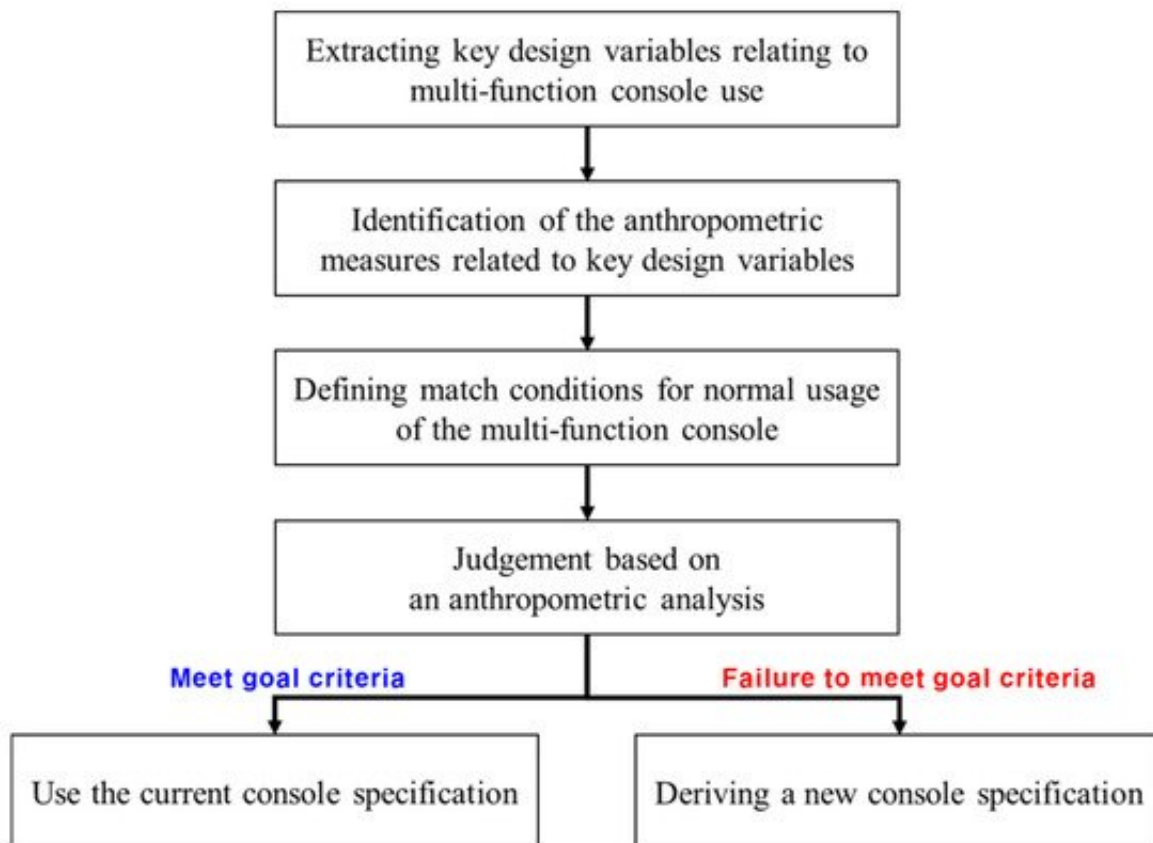 Extracting key design variables relating to
multi-function console use
Identification of the anthropometric
measures related to key design variables
Defining match conditions for normal usage
of the multi-function console
Judgement based on
an anthropometric analysis
Meet goal criteria
Failure to meet goal criteria
Use the current console specification
Deriving a new console specification